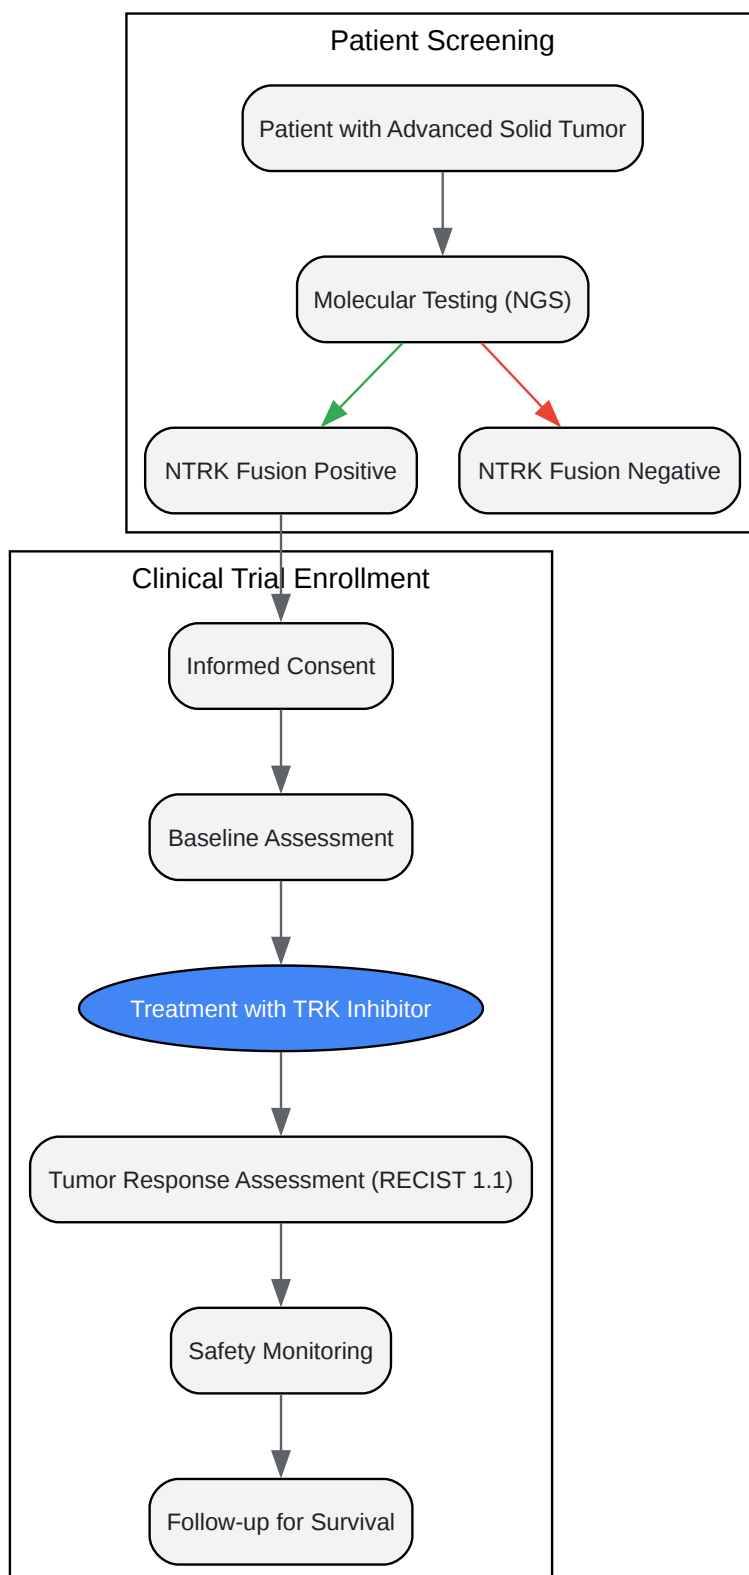 Patient Screening
Patient with Advanced Solid Tumor
Molecular Testing (NGS)
NTRK Fusion Positive
NTRK Fusion Negative
Clinical Trial Enrollment
Informed Consent
Baseline Assessment
Treatment with TRK Inhibitor
Tumor Response Assessment (RECIST 1.1)
Safety Monitoring
Follow-up for Survival